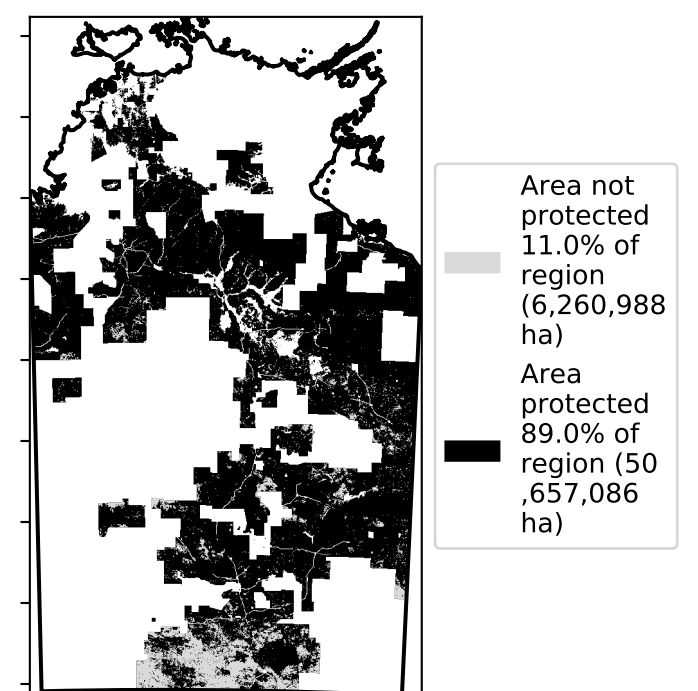 Area not
protected
11.0% of
region
(6,260,988
ha)
Area
protected
89.0% of
region (50
,657,086
ha)